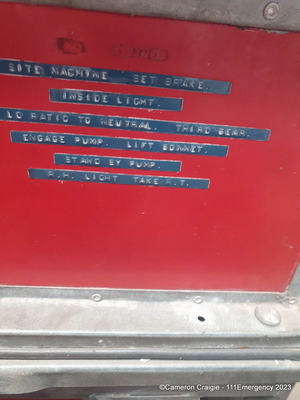 SITE MACHINE SET BRAKE.
INSIDE LIGHT.
LO RATIO TO NEUTRAL. THIRD GEAR.
ENGAGE PUMP. LIFT BONNET.
STAND BY PUMP.
P.H. LIGHT TAKE R.T.
©Cameron Craigie - 111Emergency 2023